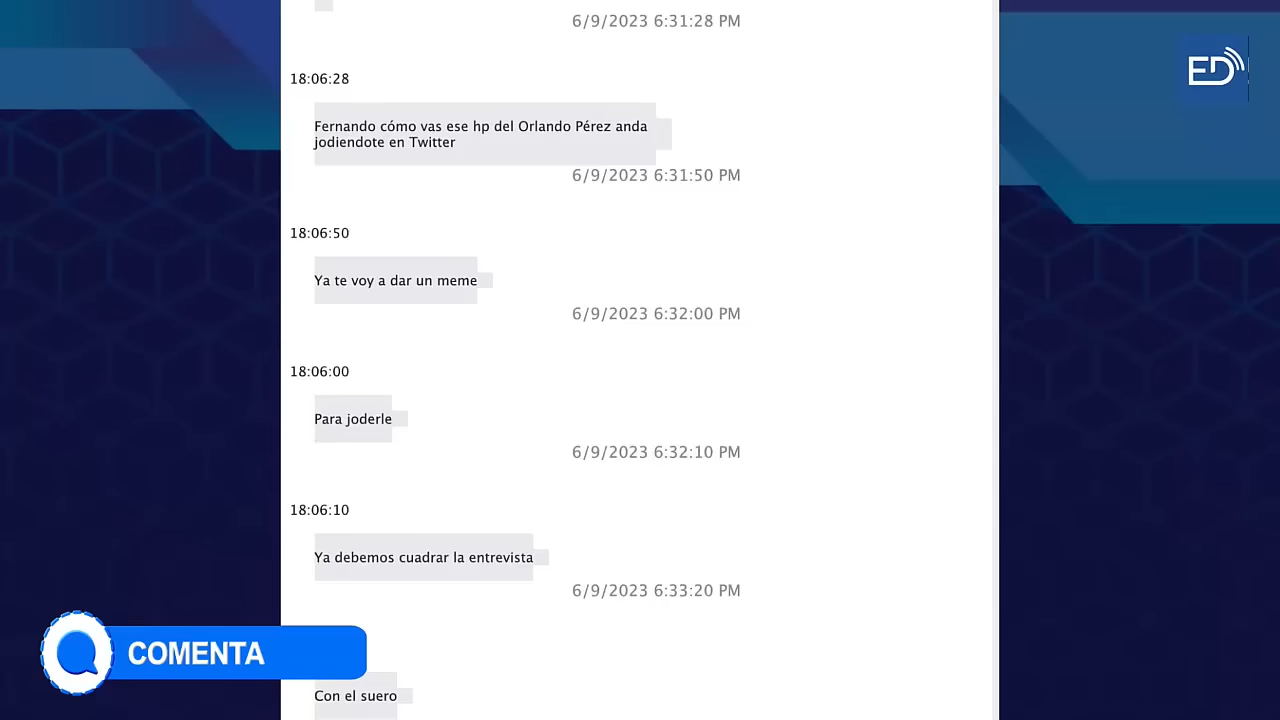 6/9/2023 6:31:28 PM
ED
18:06:28
Fernando cómo vas ese hp del Orlando Pérez anda
jodiendote en Twitter
6/9/2023 6:31:50 PM
18:06:50
Ya te voy a dar un meme
6/9/2023 6:32:00 PM
18:06:00
Para joderle
6/9/2023 6:32:10 PM
18:06:10
Ya debemos cuadrar la entrevista
6/9/2023 6:33:20 PM
COMENTA
Con el suero